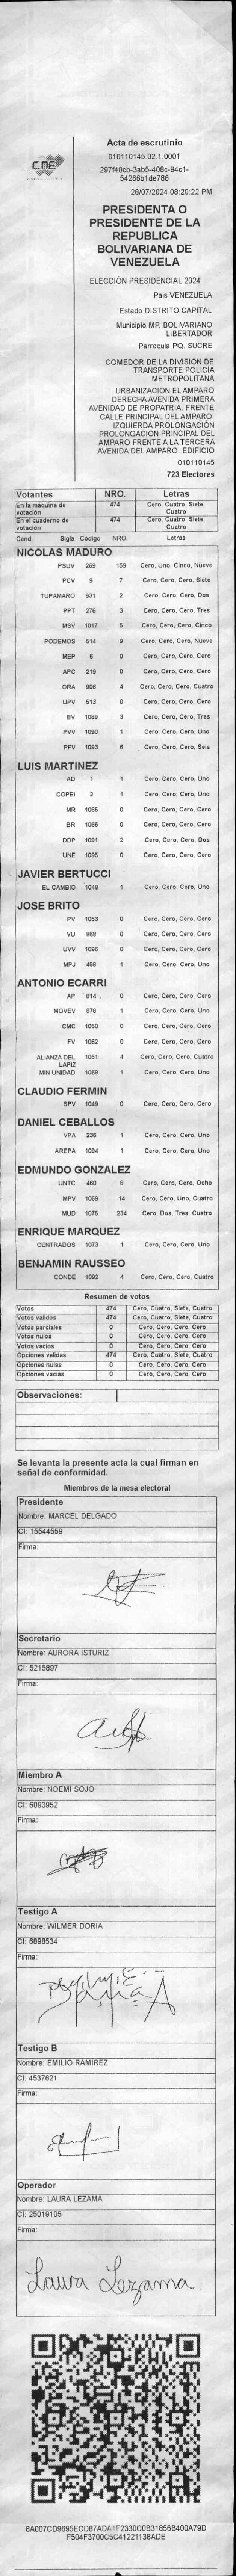 CNE
Acta de escrutinio
010110145.02.1.0001
297f40cb-3ab5-408c-94c1-
54266b1de786
28/07/2024 08:20:22 PM
PRESIDENTA O
PRESIDENTE DE LA
REPUBLICA
BOLIVARIANA DE
VENEZUELA
ELECCIÓN PRESIDENCIAL 2024
Pais VENEZUELA
Estado DISTRITO CAPITAL
Municipio MP. BOLIVARIANO
LIBERTADOR
Parroquia PQ. SUCRE
COMEDOR DE LA DIVISIÓN DE
TRANSPORTE POLICÍA
METROPOLITANA
URBANIZACIÓN EL AMPARO
DERECHA AVENIDA PRIMERA
AVENIDAD DE PROPATRIA. FRENTE
CALLE PRINCIPAL DEL AMPARO.
IZQUIERDA PROLONGACIÓN
PROLONGACIÓN PRINCIPAL DEL
AMPARO FRENTE A LA TERCERA
AVENIDA DEL AMPARO. EDIFICIO
010110145
723 Electores
Votantes NRO. Letras
En la máquina de votación 474 Cero, Cuatro, Siete, Cuatro
En el cuaderno de votación 474 Cero, Cuatro, Siete, Cuatro
Cand. Sigla Código NRO. Letras
NICOLAS MADURO
PSUV 269 159 Cero, Uno, Cinco, Nueve
PCV 9 7 Cero, Cero, Cero, Siete
TUPAMARO 931 2 Cero, Cero, Cero, Dos
PPT 276 3 Cero, Cero, Cero, Tres
MSV 1017 5 Cero, Cero, Cero, Cinco
PODEMOS 514 9 Cero, Cero, Cero, Nueve
MEP 6 0 Cero, Cero, Cero, Cero
APC 219 0 Cero, Cero, Cero, Cero
ORA 906 4 Cero, Cero, Cero, Cuatro
UPV 513 0 Cero, Cero, Cero, Cero
EV 1089 3 Cero, Cero, Cero, Tres
PVV 1090 1 Cero, Cero, Cero, Uno
PFV 1093 6 Cero, Cero, Cero, Seis
LUIS MARTINEZ
AD 1 1 Cero, Cero, Cero, Uno
COPEI 2 1 Cero, Cero, Cero, Uno
MR 1065 0 Cero, Cero, Cero, Cero
BR 1066 0 Cero, Cero, Cero, Cero
DDP 1091 2 Cero, Cero, Cero, Dos
UNE 1095 0 Cero, Cero, Cero, Cero
JAVIER BERTUCCI
EL CAMBIO 1049 1 Cero, Cero, Cero, Uno
JOSE BRITO
PV 1053 0 Cero, Cero, Cero, Cero
VU 868 0 Cero, Cero, Cero, Cero
UVV 1096 0 Cero, Cero, Cero, Cero
MPJ 456 1 Cero, Cero, Cero, Uno
ANTONIO ECARRI
AP 814 0 Cero, Cero, Cero, Cero
MOVEV 878 1 Cero, Cero, Cero, Uno
CMC 1050 0 Cero, Cero, Cero, Cero
FV 1062 0 Cero, Cero, Cero, Cero
ALIANZA DEL LAPIZ 1051 4 Cero, Cero, Cero, Cuatro
MIN UNIDAD 1088 1 Cero, Cero, Cero, Uno
CLAUDIO FERMIN
SPV 1049 0 Cero, Cero, Cero, Cero
DANIEL CEBALLOS
VPA 236 1 Cero, Cero, Cero, Uno
AREPA 1094 1 Cero, Cero, Cero, Uno
EDMUNDO GONZALEZ
UNTC 460 8 Cero, Cero, Cero, Ocho
MPV 1069 14 Cero, Cero, Uno, Cuatro
MUD 1075 234 Cero, Dos, Tres, Cuatro
ENRIQUE MARQUEZ
CENTRADOS 1073 1 Cero, Cero, Cero, Uno
BENJAMIN RAUSSEO
CONDE 1092 4 Cero, Cero, Cero, Cuatro
Resumen de votos
Votos 474 Cero, Cuatro, Siete, Cuatro
Votos validos 474 Cero, Cuatro, Siete, Cuatro
Votos parciales 0 Cero, Cero, Cero, Cero
Votos nulos 0 Cero, Cero, Cero, Cero
Votos vacios 0 Cero, Cero, Cero, Cero
Opciones validas 474 Cero, Cuatro, Siete, Cuatro
Opciones nulas 0 Cero, Cero, Cero, Cero
Opciones vacias 0 Cero, Cero, Cero, Cero
Observaciones:
Se levanta la presente acta la cual firman en
señal de conformidad.
Miembros de la mesa electoral
Presidente
Nombre: MARCEL DELGADO
CI: 15544559
Firma:
Secretario
Nombre: AURORA ISTURIZ
CI: 5215897
Firma:
Miembro A
Nombre: NOEMI SOJO
CI: 6093952
Firma:
Testigo A
Nombre: WILMER DORIA
CI: 6898534
Firma:
Testigo B
Nombre: EMILIO RAMIREZ
CI: 4537621
Firma:
Operador
Nombre: LAURA LEZAMA
CI: 25019105
Firma:
Laura Lezama
8A007CD9695ECD87ADA1F2330C0B31856B400A79D
F504F3700C5C41221138ADE